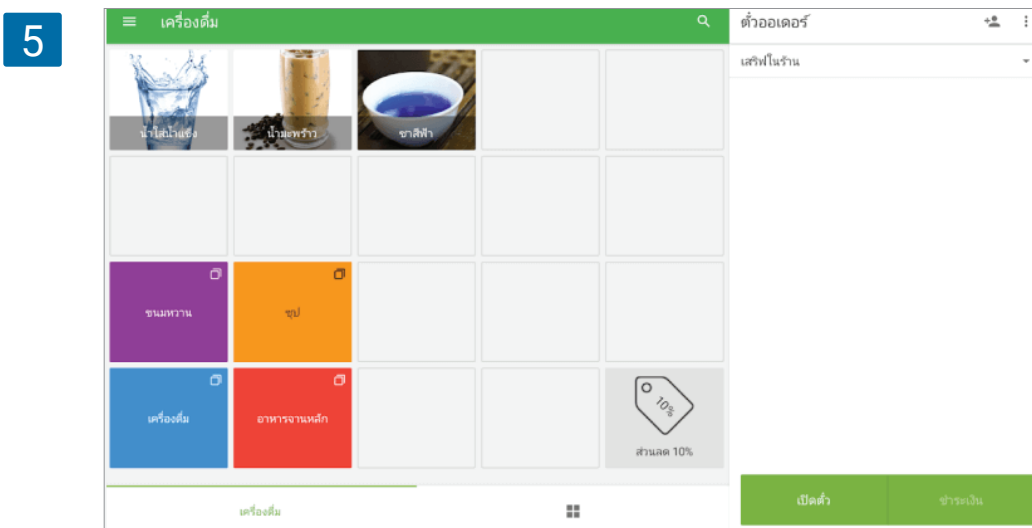 5
เครื่องดื่ม
ตั๋วออเดอร์
เสริฟในร้าน
น้ำใส่น้ำแข็ง
น้ำมะพร้าว
ชาสีฟ้า
ขนมหวาน
ซุป
เครื่องดื่ม
อาหารจานหลัก
10%
ส่วนลด 10%
เครื่องดื่ม
เปิดตั๋ว
ชำระเงิน